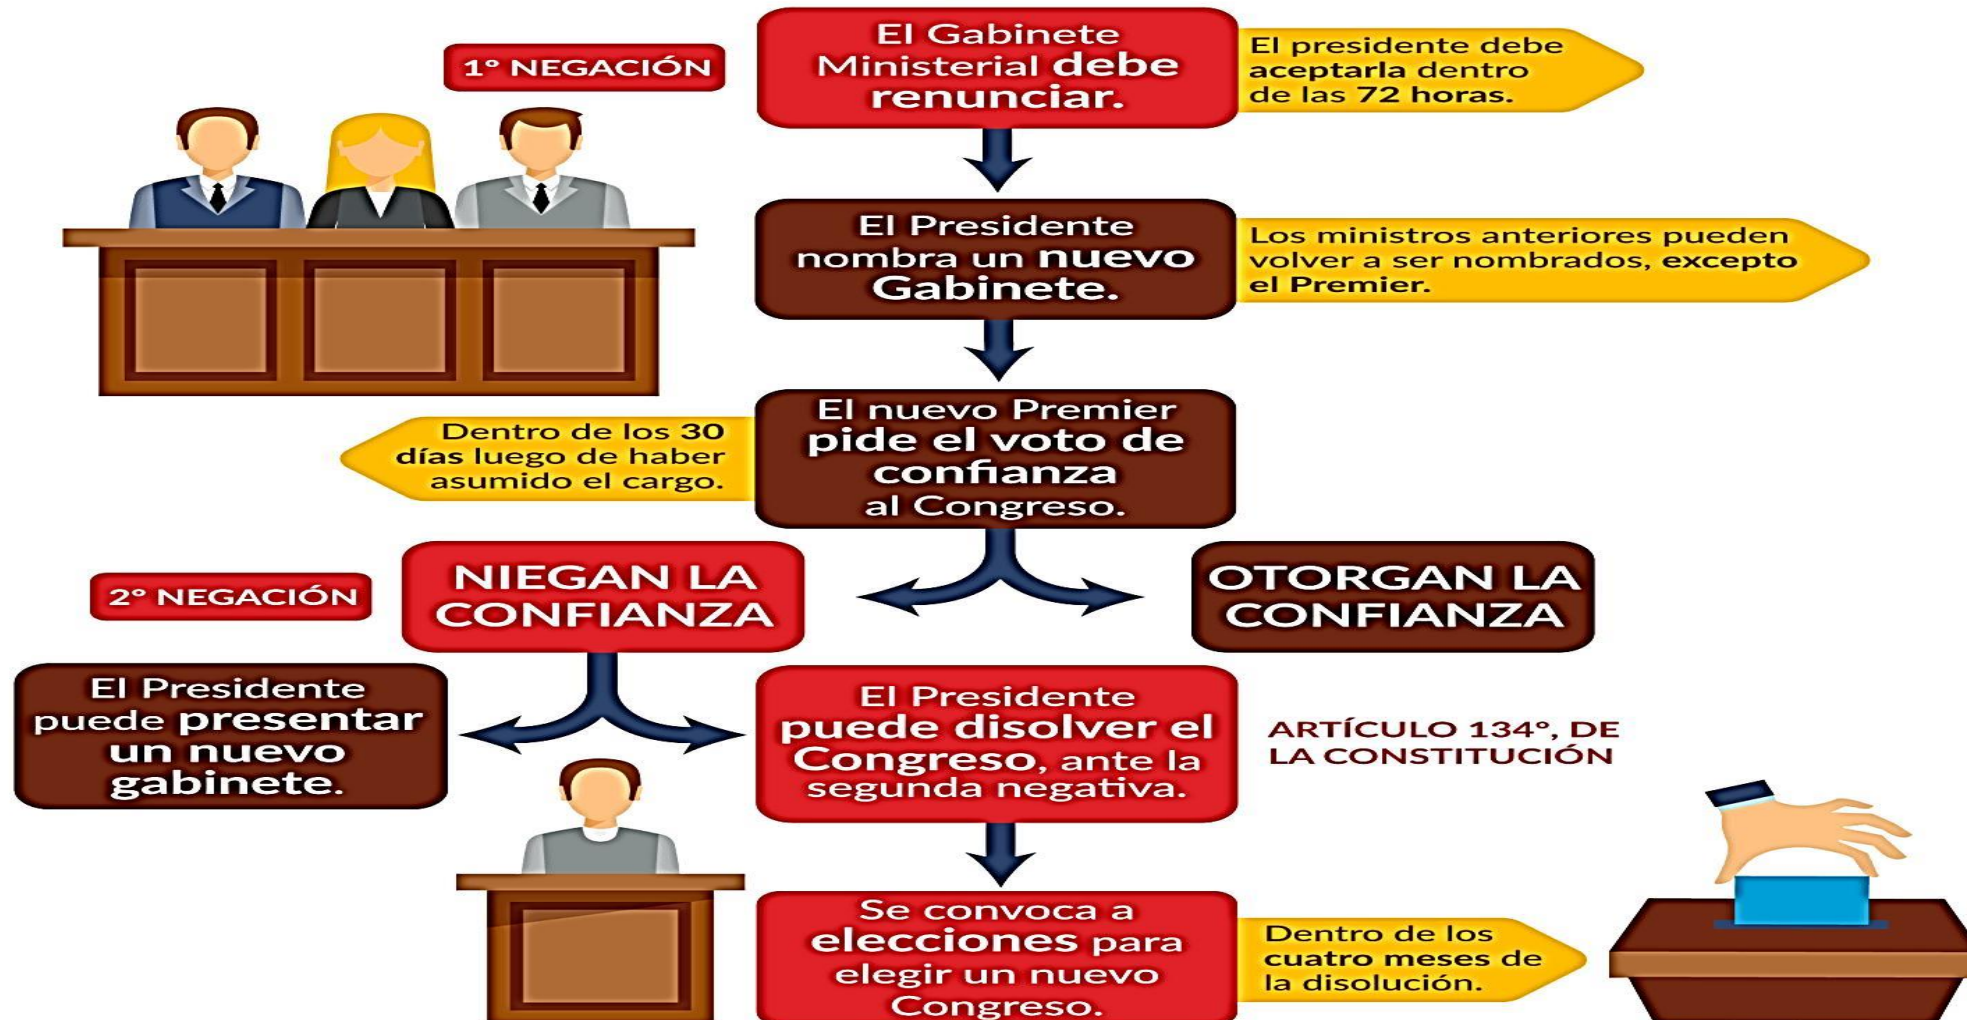 1º NEGACIÓN
El Gabinete
Ministerial debe
renunciar.
El presidente debe
aceptarla dentro
de las 72 horas.
El Presidente
nombra un nuevo
Gabinete.
Los ministros anteriores pueden
volver a ser nombrados, excepto
el Premier.
Dentro de los 30
días luego de haber
asumido el cargo.
El nuevo Premier
pide el voto de
confianza
al Congreso.
2º NEGACIÓN
NIEGAN LA
CONFIANZA
OTORGAN LA
CONFIANZA
El Presidente
puede presentar
un nuevo
gabinete.
El Presidente
puede disolver el
Congreso, ante la
segunda negativa.
ARTÍCULO 134º, DE
LA CONSTITUCIÓN
Se convoca a
elecciones para
elegir un nuevo
Congreso.
Dentro de los
cuatro meses de
la disolución.